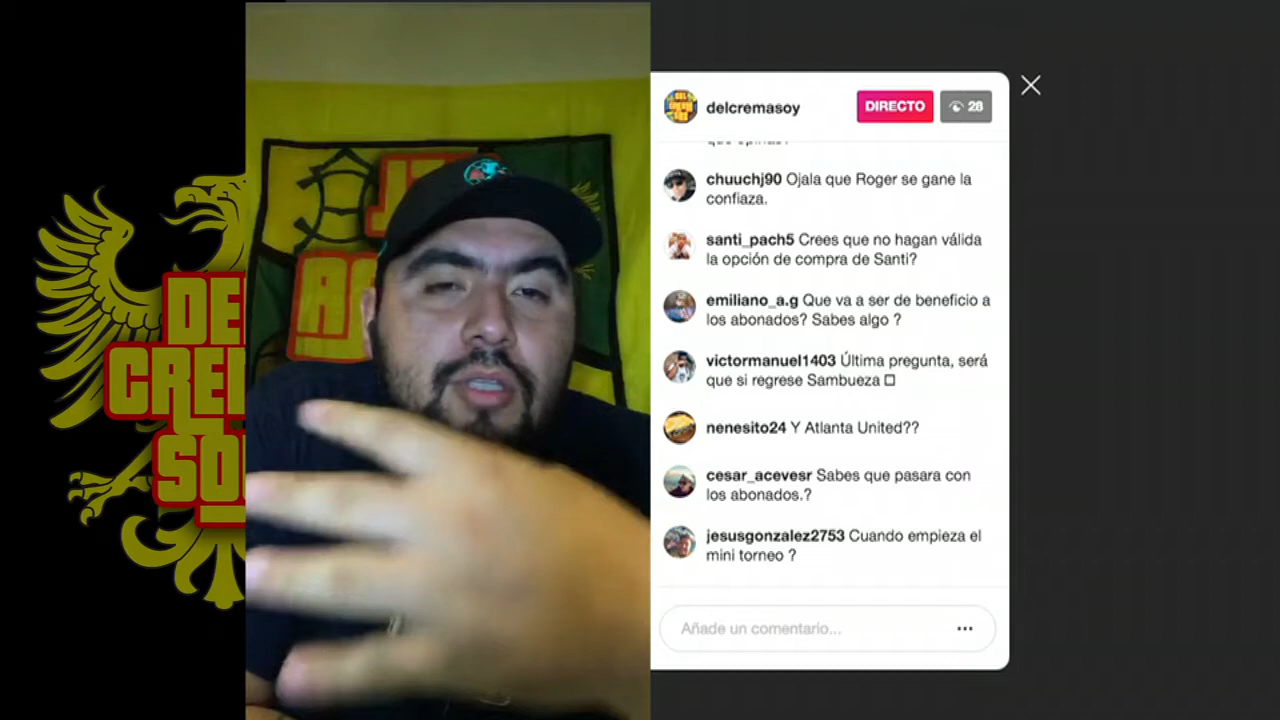 DEL
CREM
SO
delcremasoy
DIRECTO
28
chuuchj90 Ojala que Roger se gane la
confiaza.
santi_pach5 Crees que no hagan válida
la opción de compra de Santi?
emiliano_a.g Que va a ser de beneficio a
los abonados? Sabes algo ?
victormanuel1403 Última pregunta, será
que si regrese Sambueza
nenesito24 Y Atlanta United??
cesar_acevesr Sabes que pasara con
los abonados.?
jesusgonzalez2753 Cuando empieza el
mini torneo ?
Añade un comentario...